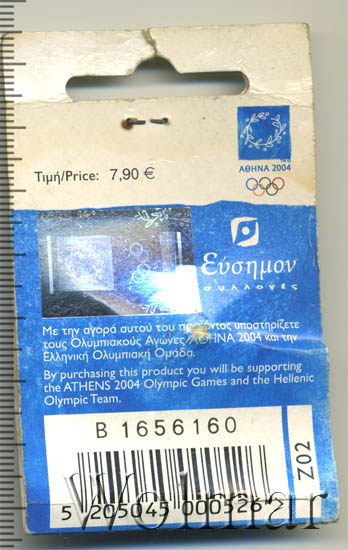 ΑΘΗΝΑ 2004
Τιμή/Price: 7,90 €
Εύσημον
συλλογές
Με την αγορά αυτού του προϊόντος υποστηρίζετε
τους Ολυμπιακούς Αγώνες ΑΘΗΝΑ 2004 και την
Ελληνική Ολυμπιακή Ομάδα.
By purchasing this product you will be supporting
the ATHENS 2004 Olympic Games and the Hellenic
Olympic Team.
B 1656160
Z02
5 205045 000526
Wolmar